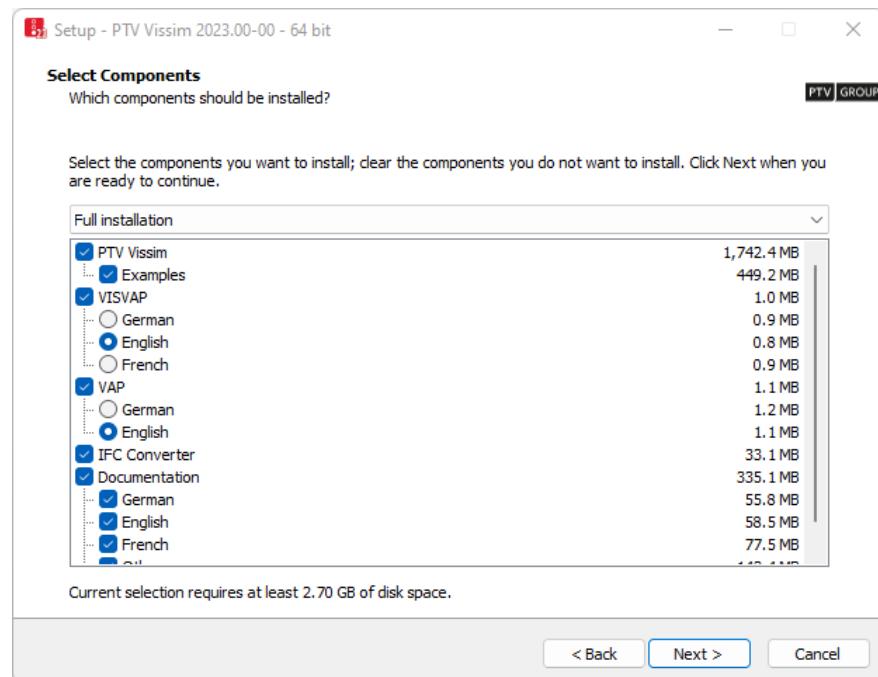 Setup - PTV Vissim 2023.00-00 - 64 bit
Select Components
Which components should be installed?
PTV GROUP
Select the components you want to install; clear the components you do not want to install. Click Next when you
are ready to continue.
Full installation
PTV Vissim 1,742.4 MB
Examples 449.2 MB
VISVAP 1.0 MB
German 0.9 MB
English 0.8 MB
French 0.9 MB
VAP 1.1 MB
German 1.2 MB
English 1.1 MB
IFC Converter 33.1 MB
Documentation 335.1 MB
German 55.8 MB
English 58.5 MB
French 77.5 MB
Current selection requires at least 2.70 GB of disk space.
< Back Next > Cancel